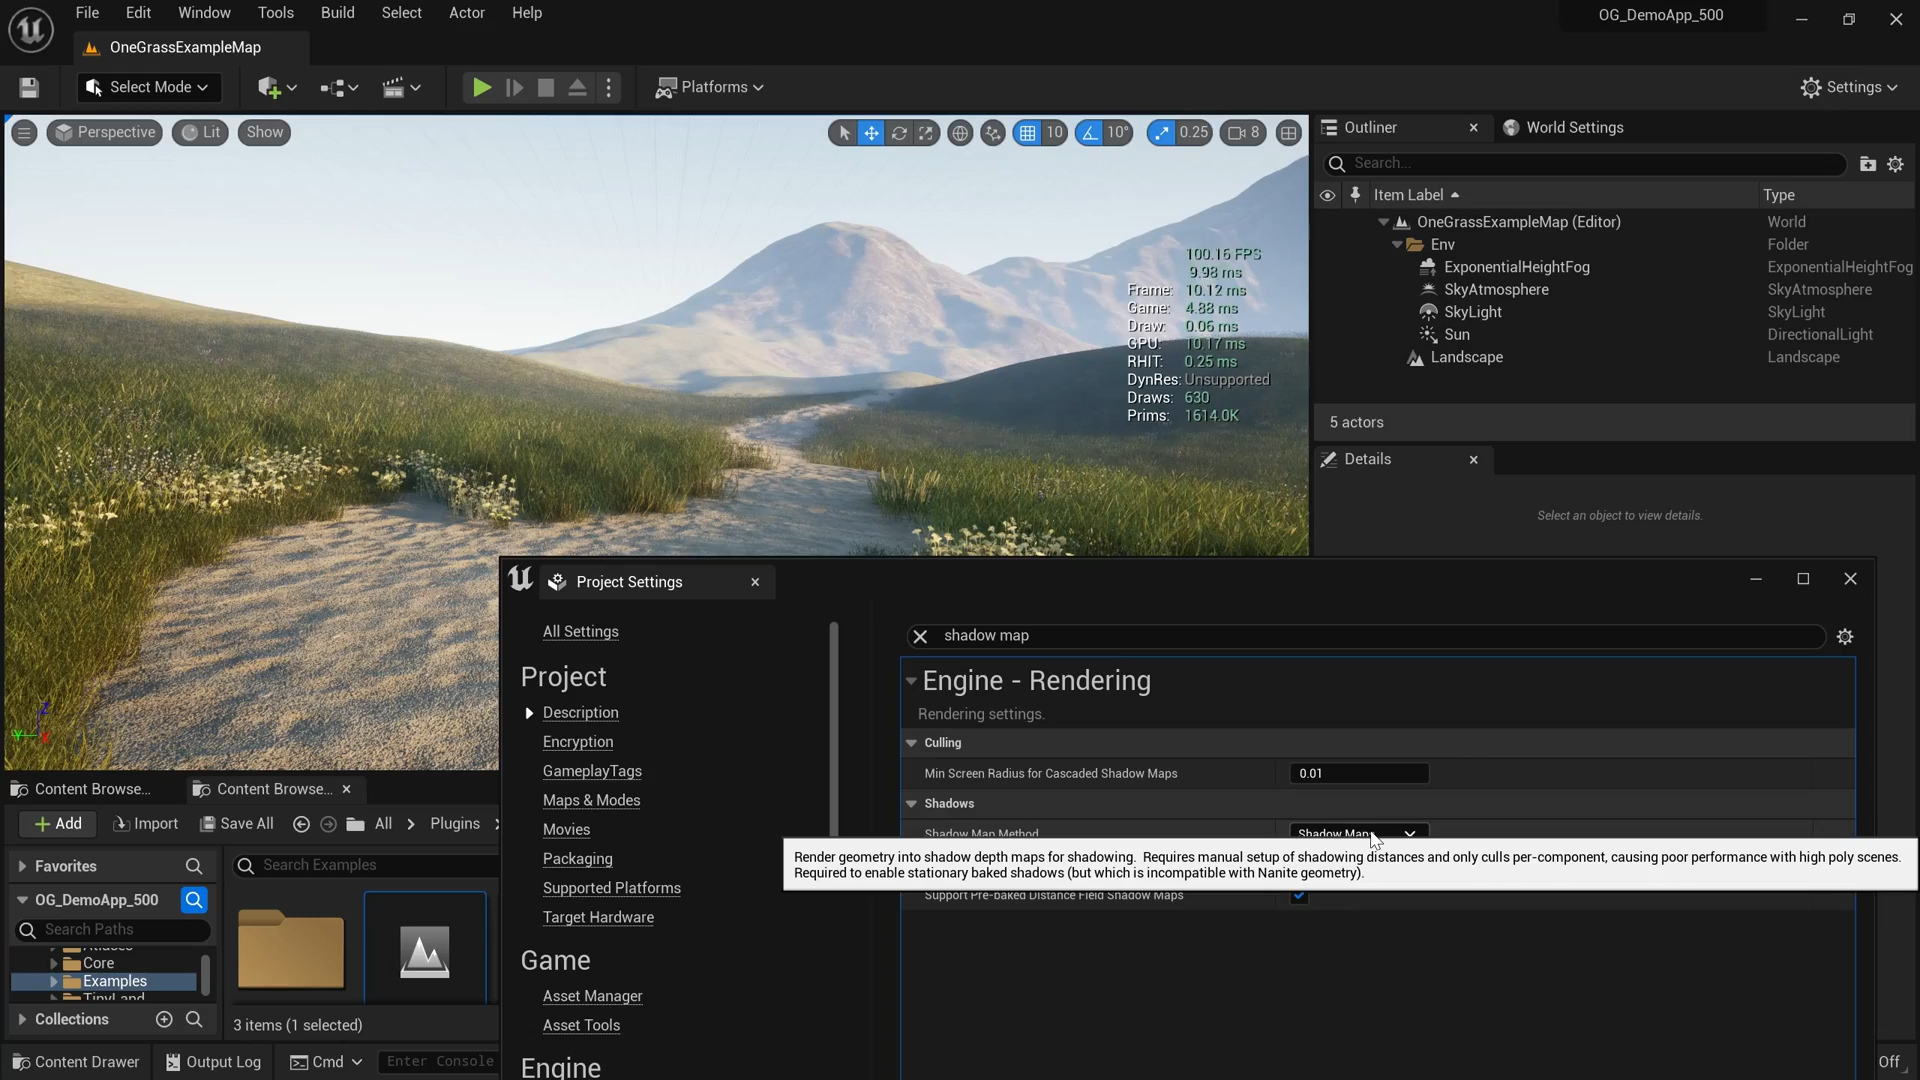 File Edit Window Tools Build Select Actor Help
OG_DemoApp_500
OneGrassExampleMap
Select Mode
Platforms
Settings
Perspective Lit Show
10 10° 0.25 8
100.16 FPS
9.98 ms
Frame: 10.12 ms
Game: 4.88 ms
Draw: 0.06 ms
GPU: 10.17 ms
RHIT: 0.25 ms
DynRes: Unsupported
Draws: 630
Prims: 1614.0K
Outliner World Settings
Search...
Item Label Type
OneGrassExampleMap (Editor) World
Env Folder
ExponentialHeightFog ExponentialHeightFog
SkyAtmosphere SkyAtmosphere
SkyLight SkyLight
Sun DirectionalLight
Landscape Landscape
5 actors
Details
Select an object to view details.
Project Settings
All Settings
Project
Description
Encryption
GameplayTags
Maps & Modes
Movies
Packaging
Supported Platforms
Target Hardware
Game
Asset Manager
Asset Tools
Engine
shadow map
Engine - Rendering
Rendering settings.
Culling
Min Screen Radius for Cascaded Shadow Maps 0.01
Shadows
Shadow Map Method Shadow Maps
Render geometry into shadow depth maps for shadowing. Requires manual setup of shadowing distances and only culls per-component, causing poor performance with high poly scenes.
Required to enable stationary baked shadows (but which is incompatible with Nanite geometry).
Support Pre-baked Distance Field Shadow Maps
Content Browse... Content Browse...
Add Import Save All All Plugins
Favorites
Search Examples
OG_DemoApp_500
Search Paths
Core
Examples
TinyLand
Collections
3 items (1 selected)
Content Drawer Output Log Cmd Enter Console
Off